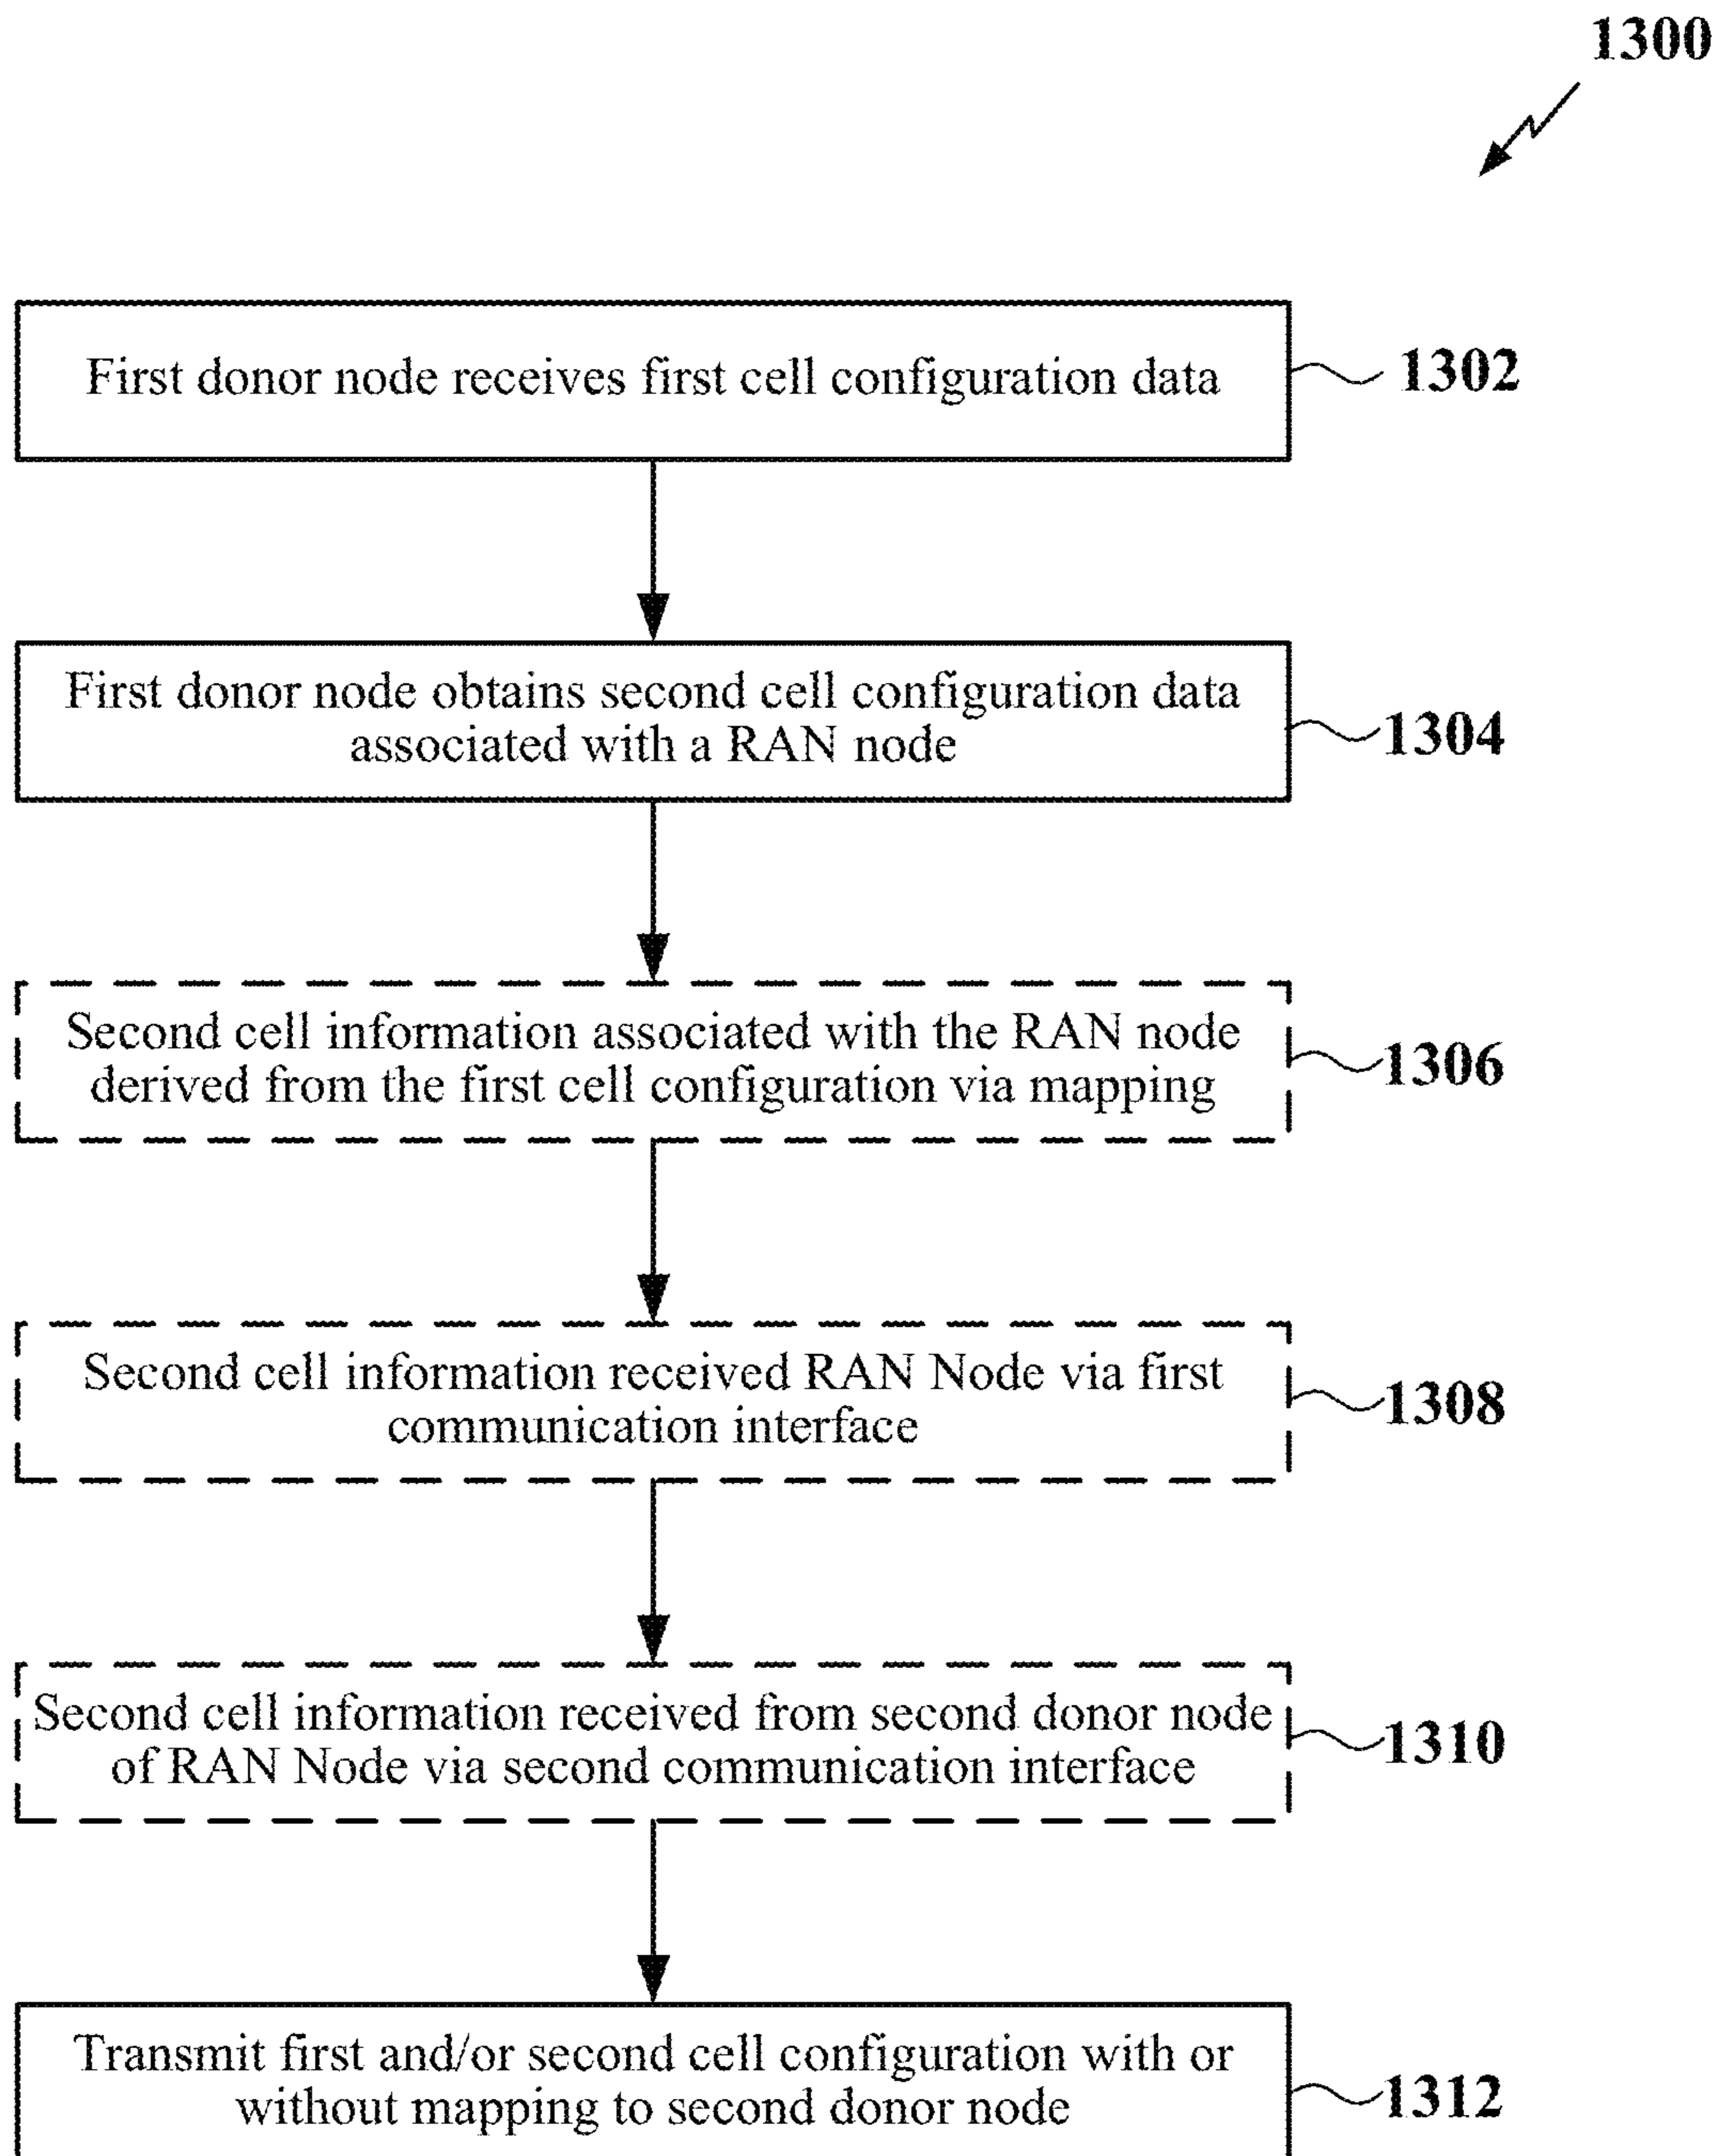 1300
First donor node receives first cell configuration data
1302
First donor node obtains second cell configuration data
associated with a RAN node
1304
Second cell information associated with the RAN node
derived from the first cell configuration via mapping
1306
Second cell information received RAN Node via first
communication interface
1308
Second cell information received from second donor node
of RAN Node via second communication interface
1310
Transmit first and/or second cell configuration with or
without mapping to second donor node
1312